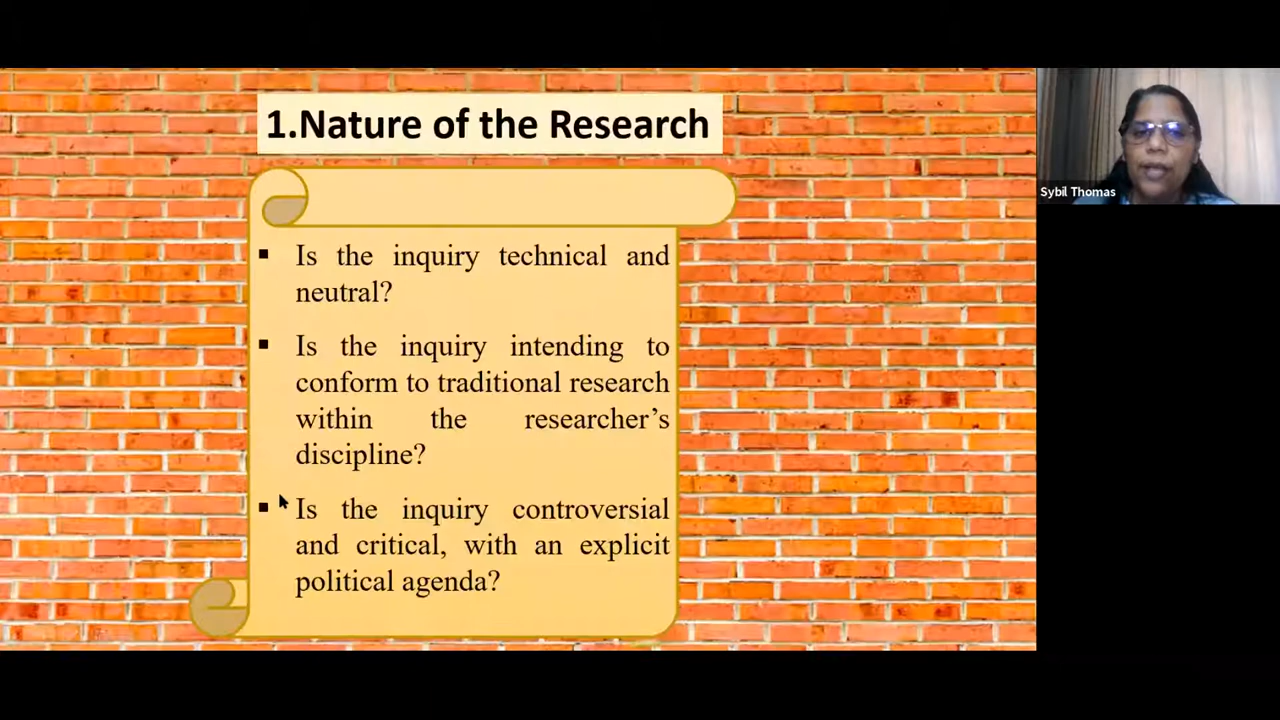 1.Nature of the Research
▪ Is the inquiry technical and
neutral?
▪ Is the inquiry intending to
conform to traditional research
within the researcher’s
discipline?
▪ Is the inquiry controversial
and critical, with an explicit
political agenda?
Sybil Thomas